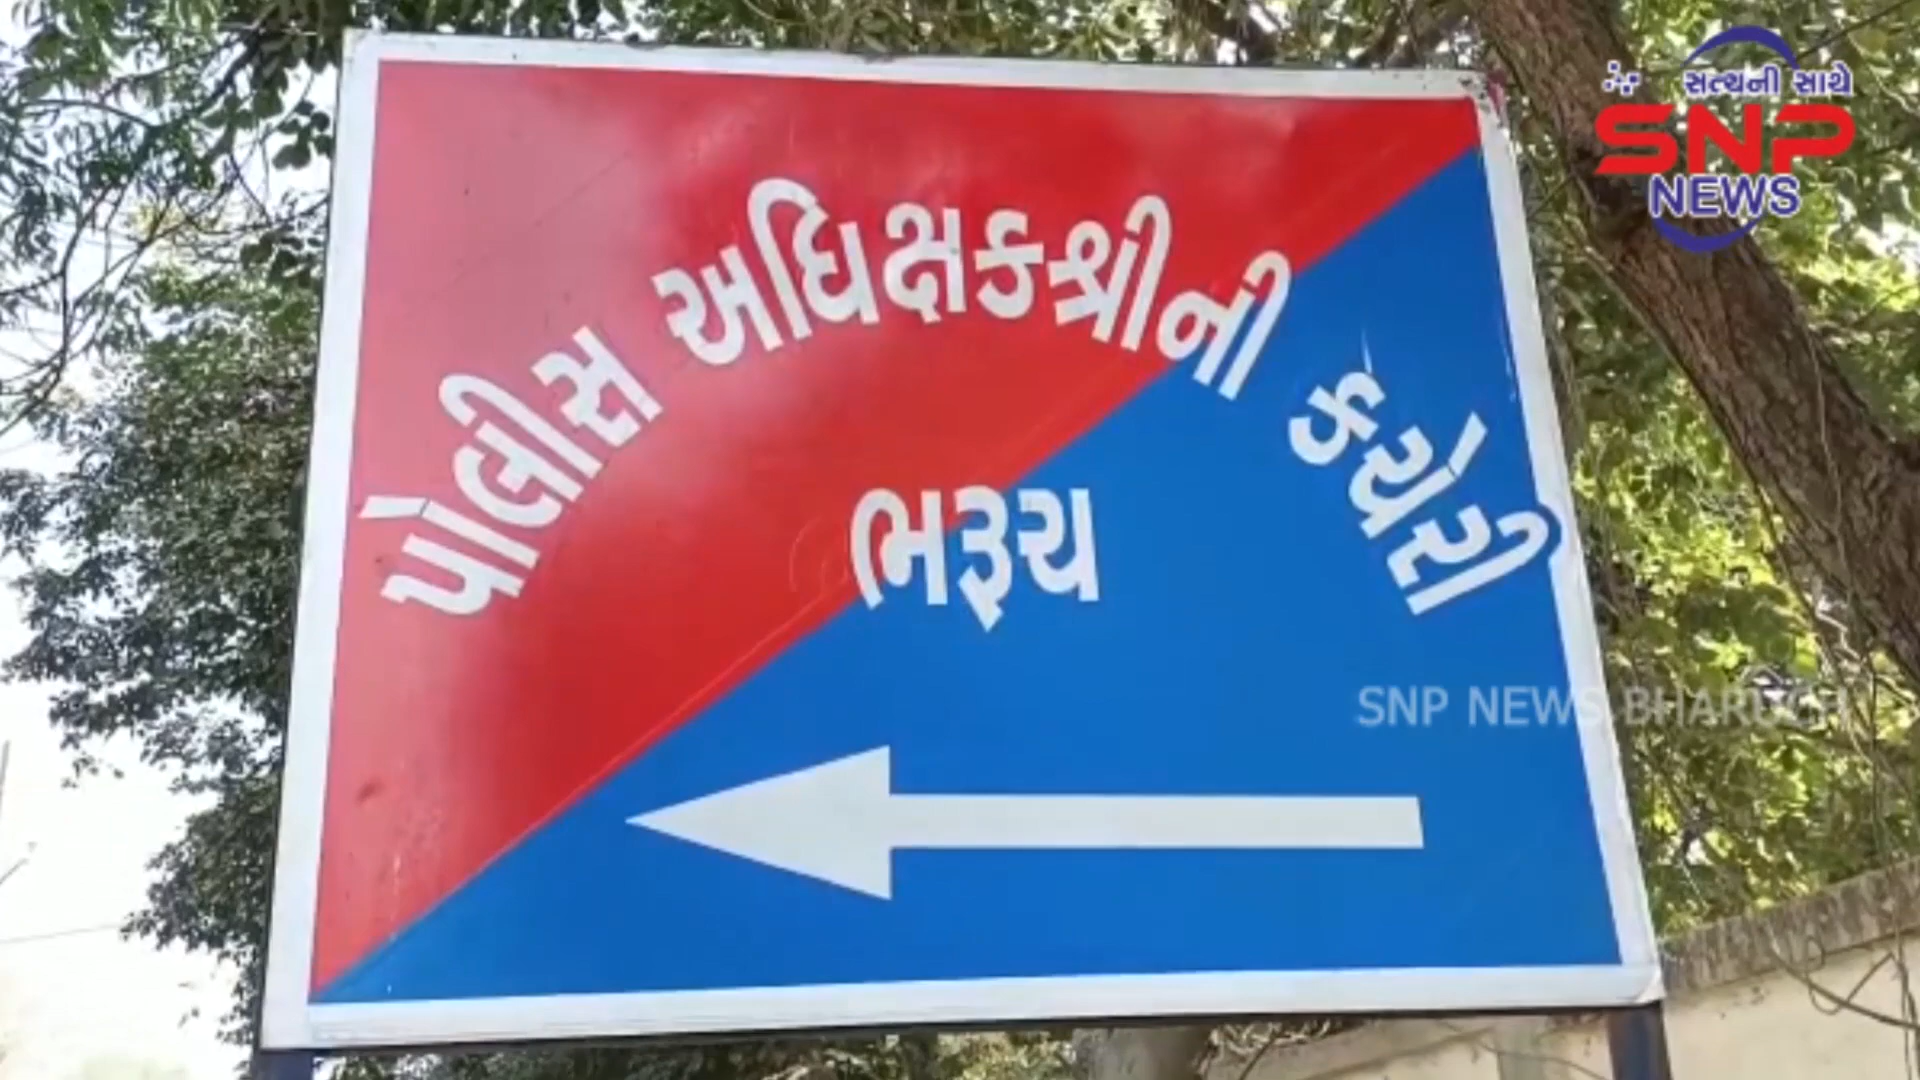 સત્યની સાથે
SNP
NEWS
પોલીસ અધિક્ષકશ્રીની કચેરી
ભરૂચ
SNP NEWS BHARUCH